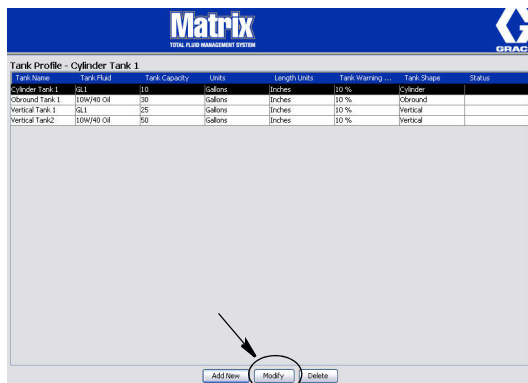 Matrix
TOTAL FLUID MANAGEMENT SYSTEM
GRAC
Tank Profile - Cylinder Tank 1
Tank Name Tank Fluid Tank Capacity Units Length Units Tank Warning ... Tank Shape Status
Cylinder Tank 1 GL1 10 Gallons Inches 10 % Cylinder
Obround Tank 1 10W/40 Oil 30 Gallons Inches 10 % Obround
Vertical Tank 1 GL1 25 Gallons Inches 10 % Vertical
Vertical Tank2 10W/40 Oil 50 Gallons Inches 10 % Vertical
Add New Modify Delete